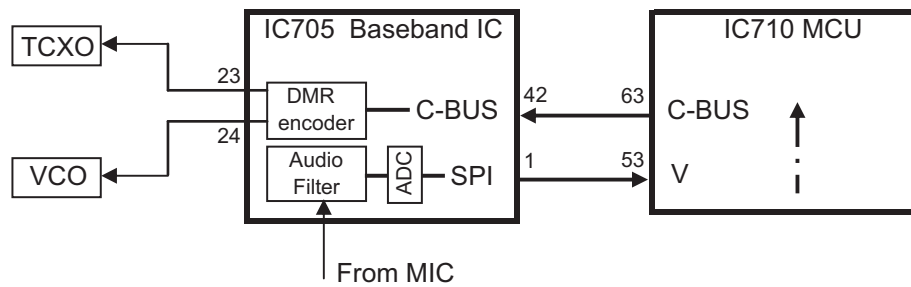 IC705 Baseband IC
IC710 MCU
TCXO
23
DMR
encoder
C-BUS
42
63
C-BUS
24
VCO
Audio
Filter
ADC
SPI
1
53
V
From MIC